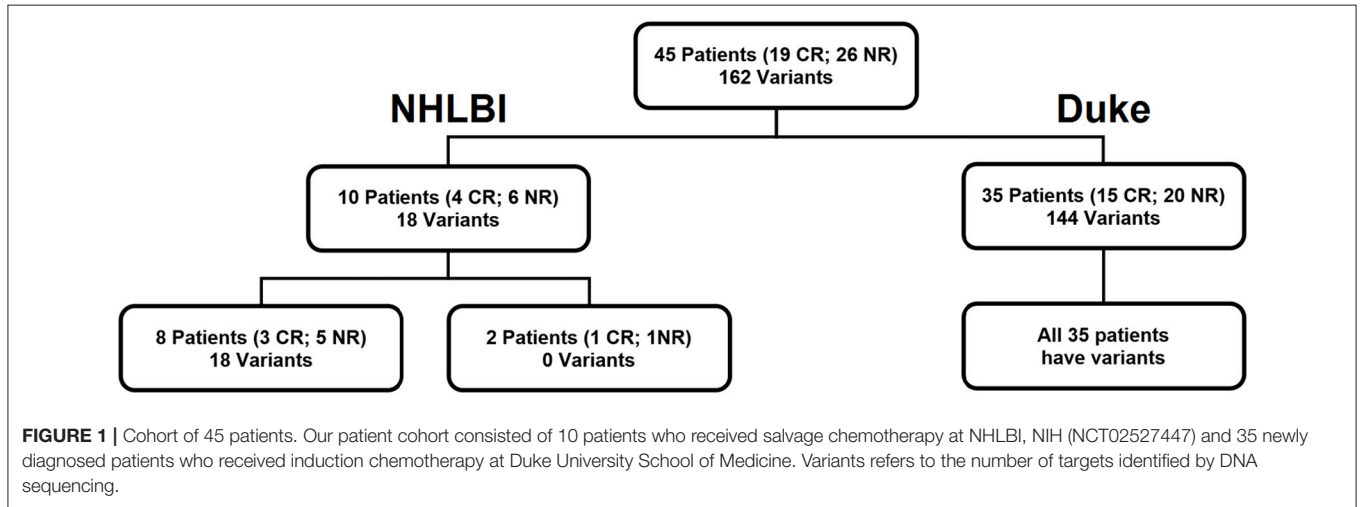 45 Patients (19 CR; 26 NR)
162 Variants
NHLBI
Duke
10 Patients (4 CR; 6 NR)
18 Variants
35 Patients (15 CR; 20 NR)
144 Variants
8 Patients (3 CR; 5 NR)
18 Variants
2 Patients (1 CR; 1NR)
0 Variants
All 35 patients
have variants
FIGURE 1 | Cohort of 45 patients. Our patient cohort consisted of 10 patients who received salvage chemotherapy at NHLBI, NIH (NCT02527447) and 35 newly
diagnosed patients who received induction chemotherapy at Duke University School of Medicine. Variants refers to the number of targets identified by DNA
sequencing.